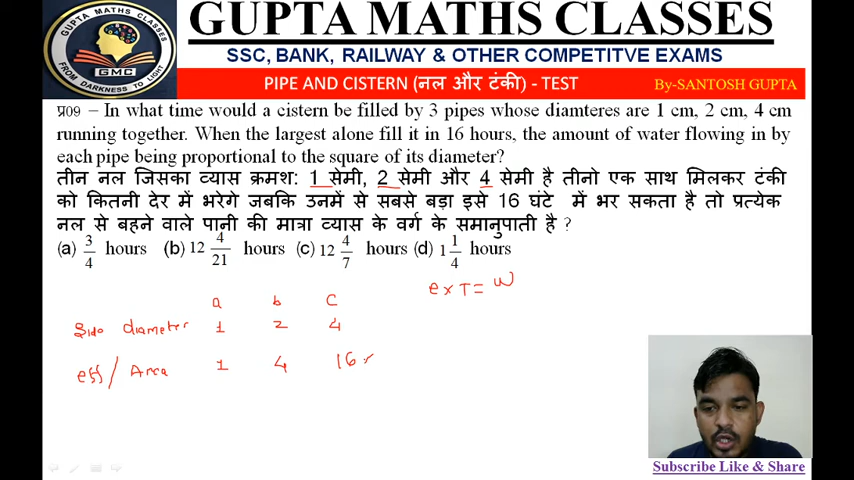 GUPTA MATHS CLASSES
GUPTA MATHS CLASSES
GMC
FROM DARKNESS TO LIGHT
SSC, BANK, RAILWAY & OTHER COMPETITVE EXAMS
PIPE AND CISTERN (नल और टंकी) - TEST
By-SANTOSH GUPTA
प्र09 – In what time would a cistern be filled by 3 pipes whose diamteres are 1 cm, 2 cm, 4 cm
running together. When the largest alone fill it in 16 hours, the amount of water flowing in by
each pipe being proportional to the square of its diameter?
तीन नल जिसका व्यास क्रमश: 1 सेमी, 2 सेमी और 4 सेमी है तीनो एक साथ मिलकर टंकी
को कितनी देर में भरेगे जबकि उनमें से सबसे बड़ा इसे 16 घंटे में भर सकता है तो प्रत्येक
नल से बहने वाले पानी की मात्रा व्यास के वर्ग के समानुपाती है ?
(a) 3/4 hours (b) 12 4/21 hours (c) 12 4/7 hours (d) 1 1/4 hours
e x T = W
a b c
diameter 1 2 4
eff / Area 1 4 16
Subscribe Like & Share